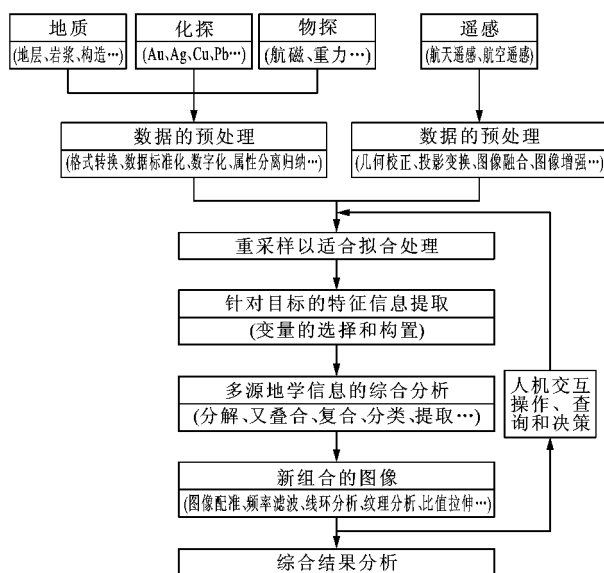 地质
(地层、岩浆、构造…)
化探
(Au、Ag、Cu、Pb…)
物探
(航磁、重力…)
遥感
(航天遥感、航空遥感)
数据的预处理
(格式转换、数据标准化、数字化、属性分离归纳…)
数据的预处理
(几何校正、投影变换、图像融合、图像增强…)
重采样以适合拟合处理
针对目标的特征信息提取
(变量的选择和构置)
多源地学信息的综合分析
(分解、又叠合、复合、分类、提取…)
人机交互
操作、查
询和决策
新组合的图像
(图像配准、频率滤波、线环分析、纹理分析、比值拉伸…)
综合结果分析